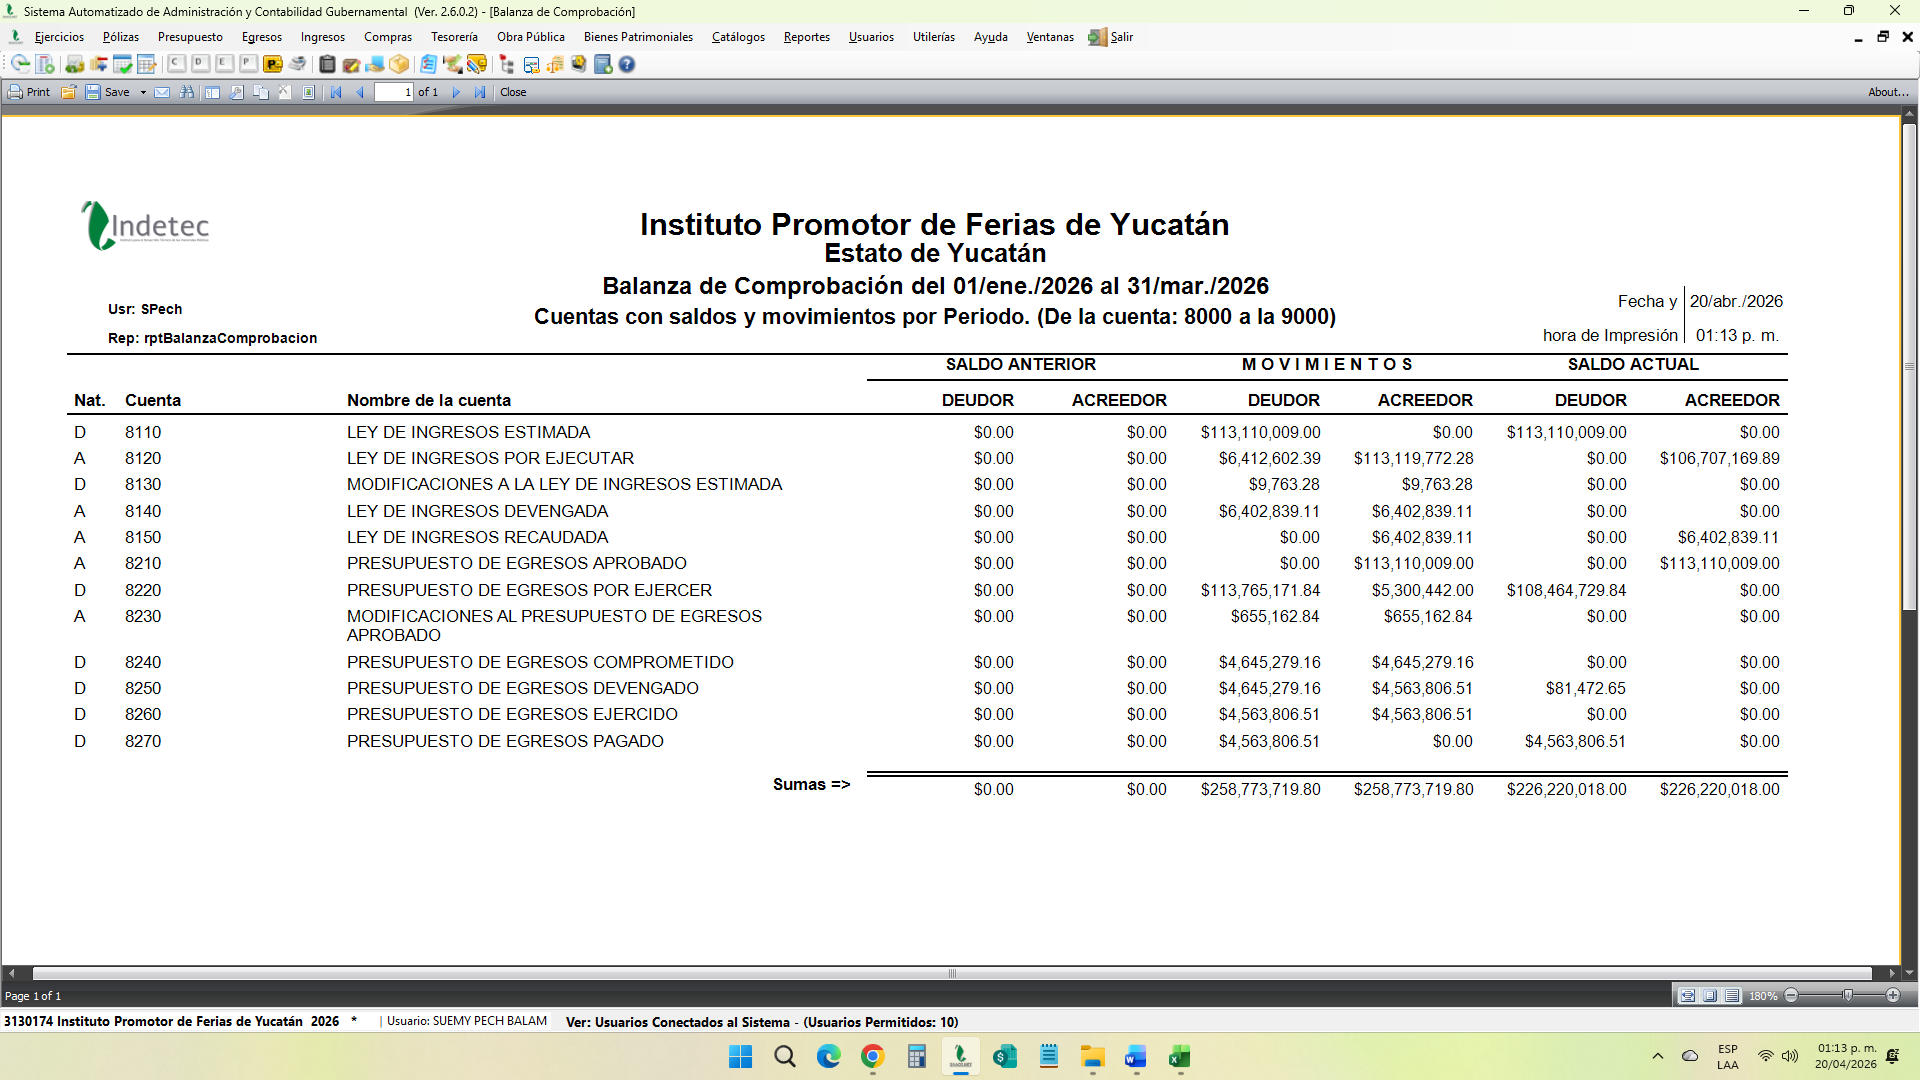 Sistema Automatizado de Administración y Contabilidad Gubernamental (Ver. 2.6.0.2) - [Balanza de Comprobación]
Ejercicios Pólizas Presupuesto Egresos Ingresos Compras Tesorería Obra Pública Bienes Patrimoniales Catálogos Reportes Usuarios Utilerías Ayuda Ventanas Salir
C D E P P
Print Save 1 of 1 Close About...
Indetec
Instituto Promotor de Ferias de Yucatán
Estato de Yucatán
Balanza de Comprobación del 01/ene./2026 al 31/mar./2026
Usr: SPech
Cuentas con saldos y movimientos por Periodo. (De la cuenta: 8000 a la 9000)
Fecha y 20/abr./2026
Rep: rptBalanzaComprobacion
hora de Impresión 01:13 p. m.
SALDO ANTERIOR M O V I M I E N T O S SALDO ACTUAL
Nat. Cuenta Nombre de la cuenta DEUDOR ACREEDOR DEUDOR ACREEDOR DEUDOR ACREEDOR
D 8110 LEY DE INGRESOS ESTIMADA $0.00 $0.00 $113,110,009.00 $0.00 $113,110,009.00 $0.00
A 8120 LEY DE INGRESOS POR EJECUTAR $0.00 $0.00 $6,412,602.39 $113,119,772.28 $0.00 $106,707,169.89
D 8130 MODIFICACIONES A LA LEY DE INGRESOS ESTIMADA $0.00 $0.00 $9,763.28 $9,763.28 $0.00 $0.00
A 8140 LEY DE INGRESOS DEVENGADA $0.00 $0.00 $6,402,839.11 $6,402,839.11 $0.00 $0.00
A 8150 LEY DE INGRESOS RECAUDADA $0.00 $0.00 $0.00 $6,402,839.11 $0.00 $6,402,839.11
A 8210 PRESUPUESTO DE EGRESOS APROBADO $0.00 $0.00 $0.00 $113,110,009.00 $0.00 $113,110,009.00
D 8220 PRESUPUESTO DE EGRESOS POR EJERCER $0.00 $0.00 $113,765,171.84 $5,300,442.00 $108,464,729.84 $0.00
A 8230 MODIFICACIONES AL PRESUPUESTO DE EGRESOS $0.00 $0.00 $655,162.84 $655,162.84 $0.00 $0.00
APROBADO
D 8240 PRESUPUESTO DE EGRESOS COMPROMETIDO $0.00 $0.00 $4,645,279.16 $4,645,279.16 $0.00 $0.00
D 8250 PRESUPUESTO DE EGRESOS DEVENGADO $0.00 $0.00 $4,645,279.16 $4,563,806.51 $81,472.65 $0.00
D 8260 PRESUPUESTO DE EGRESOS EJERCIDO $0.00 $0.00 $4,563,806.51 $4,563,806.51 $0.00 $0.00
D 8270 PRESUPUESTO DE EGRESOS PAGADO $0.00 $0.00 $4,563,806.51 $0.00 $4,563,806.51 $0.00
Sumas => $0.00 $0.00 $258,773,719.80 $258,773,719.80 $226,220,018.00 $226,220,018.00
Page 1 of 1 180%
3130174 Instituto Promotor de Ferias de Yucatán 2026 * | Usuario: SUEMY PECH BALAM Ver: Usuarios Conectados al Sistema - (Usuarios Permitidos: 10)
ESP 01:13 p. m.
LAA 20/04/2026